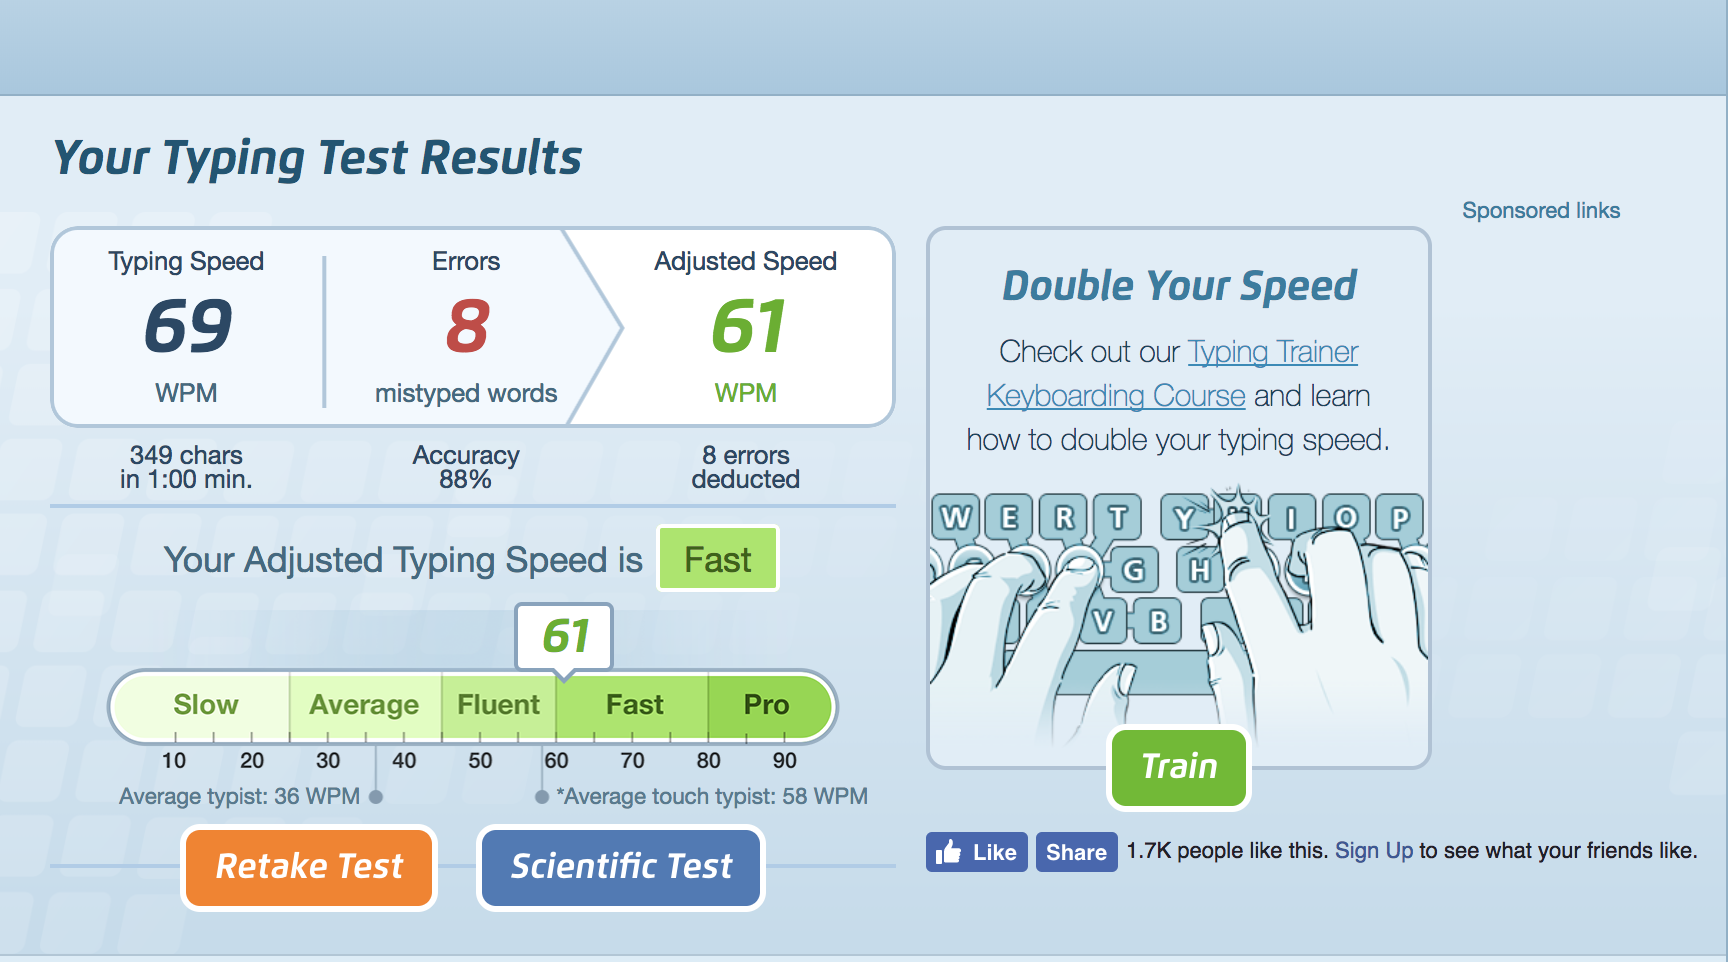 Your Typing Test Results
Sponsored links
Typing Speed
69
WPM
Errors
8
mistyped words
Adjusted Speed
61
WPM
349 chars
in 1:00 min.
Accuracy
88%
8 errors
deducted
Your Adjusted Typing Speed is Fast
61
Slow Average Fluent Fast Pro
10 20 30 40 50 60 70 80 90
Average typist: 36 WPM
*Average touch typist: 58 WPM
Retake Test
Scientific Test
Double Your Speed
Check out our Typing Trainer
Keyboarding Course and learn
how to double your typing speed.
W E R T Y I O P
G H
V B
Train
Like Share 1.7K people like this. Sign Up to see what your friends like.